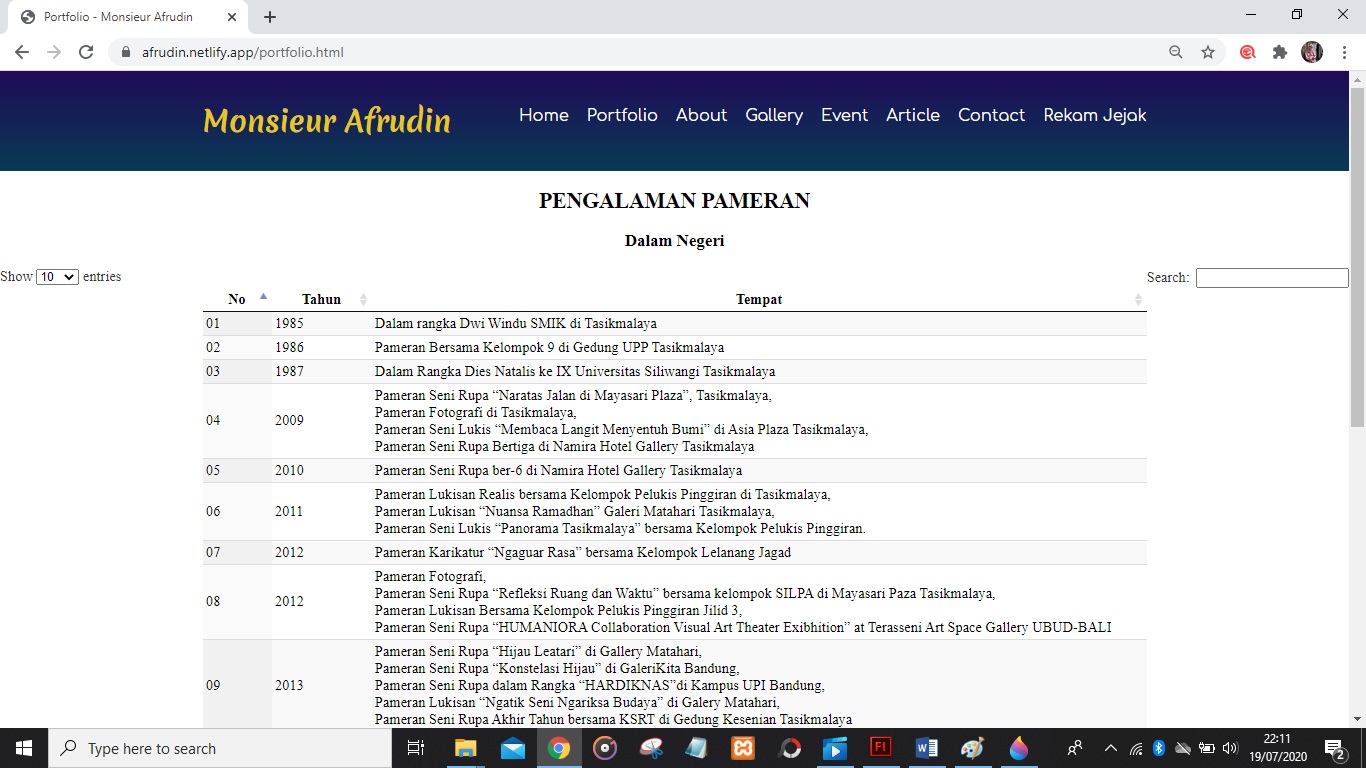 Portfolio - Monsieur Afrudin
afrudin.netlify.app/portfolio.html
Monsieur Afrudin
Home Portfolio About Gallery Event Article Contact Rekam Jejak
PENGALAMAN PAMERAN
Dalam Negeri
Show 10 entries
Search:
No Tahun Tempat
01 1985 Dalam rangka Dwi Windu SMIK di Tasikmalaya
02 1986 Pameran Bersama Kelompok 9 di Gedung UPP Tasikmalaya
03 1987 Dalam Rangka Dies Natalis ke IX Universitas Siliwangi Tasikmalaya
04 2009 Pameran Seni Rupa “Naratas Jalan di Mayasari Plaza”, Tasikmalaya,
Pameran Fotografi di Tasikmalaya,
Pameran Seni Lukis “Membaca Langit Menyentuh Bumi” di Asia Plaza Tasikmalaya,
Pameran Seni Rupa Bertiga di Namira Hotel Gallery Tasikmalaya
05 2010 Pameran Seni Rupa ber-6 di Namira Hotel Gallery Tasikmalaya
06 2011 Pameran Lukisan Realis bersama Kelompok Pelukis Pinggiran di Tasikmalaya,
Pameran Lukisan “Nuansa Ramadhan” Galeri Matahari Tasikmalaya,
Pameran Seni Lukis “Panorama Tasikmalaya” bersama Kelompok Pelukis Pinggiran.
07 2012 Pameran Karikatur “Ngaguar Rasa” bersama Kelompok Lelanang Jagad
08 2012 Pameran Fotografi,
Pameran Seni Rupa “Refleksi Ruang dan Waktu” bersama kelompok SILPA di Mayasari Paza Tasikmalaya,
Pameran Lukisan Bersama Kelompok Pelukis Pinggiran Jilid 3,
Pameran Seni Rupa “HUMANIORA Collaboration Visual Art Theater Exibhition” at Terasseni Art Space Gallery UBUD-BALI
09 2013 Pameran Seni Rupa “Hijau Leatari” di Gallery Matahari,
Pameran Seni Rupa “Konstelasi Hijau” di GaleriKita Bandung,
Pameran Seni Rupa dalam Rangka “HARDIKNAS”di Kampus UPI Bandung,
Pameran Lukisan “Ngatik Seni Ngariksa Budaya” di Galery Matahari,
Pameran Seni Rupa Akhir Tahun bersama KSRT di Gedung Kesenian Tasikmalaya
Type here to search
22:11
19/07/2020
2